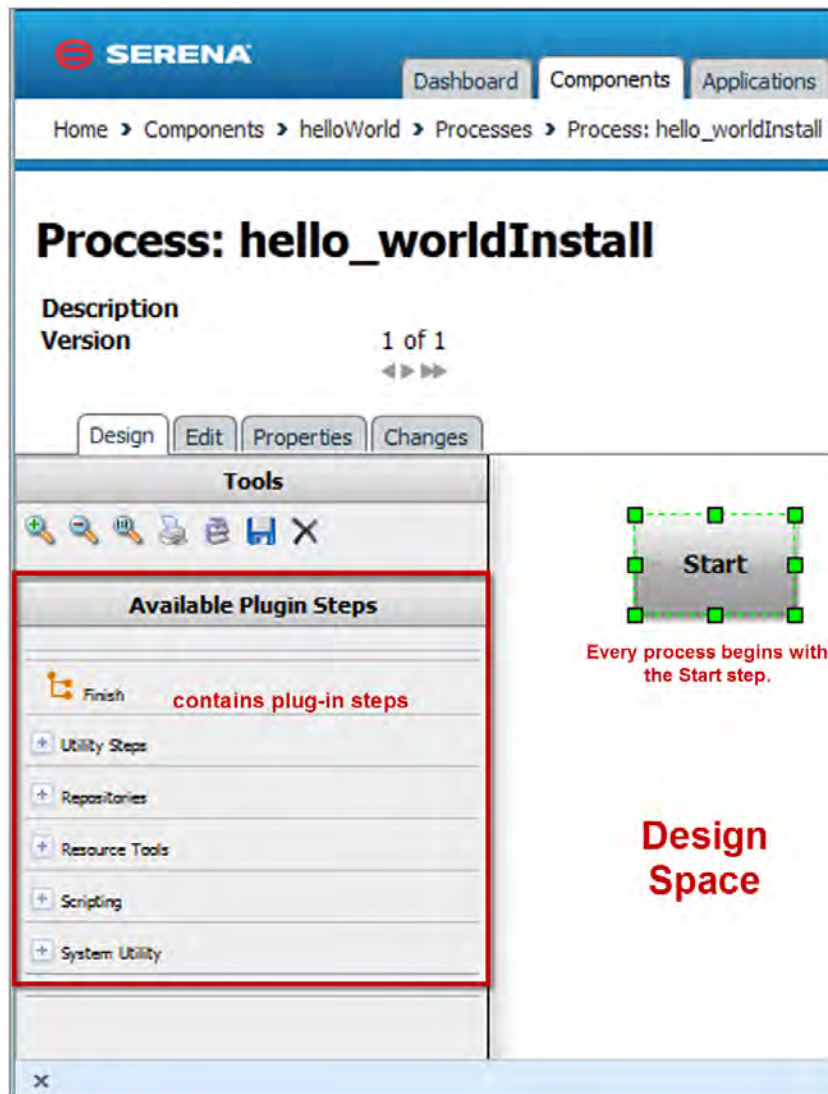 SERENA
Dashboard Components Applications
Home > Components > helloWorld > Processes > Process: hello_worldInstall
Process: hello_worldInstall
Description
Version 1 of 1
Design Edit Properties Changes
Tools
Start
Available Plugin Steps
Every process begins with
the Start step.
Finish contains plug-in steps
Utility Steps
Repositories
Resource Tools
Scripting
System Utility
Design
Space